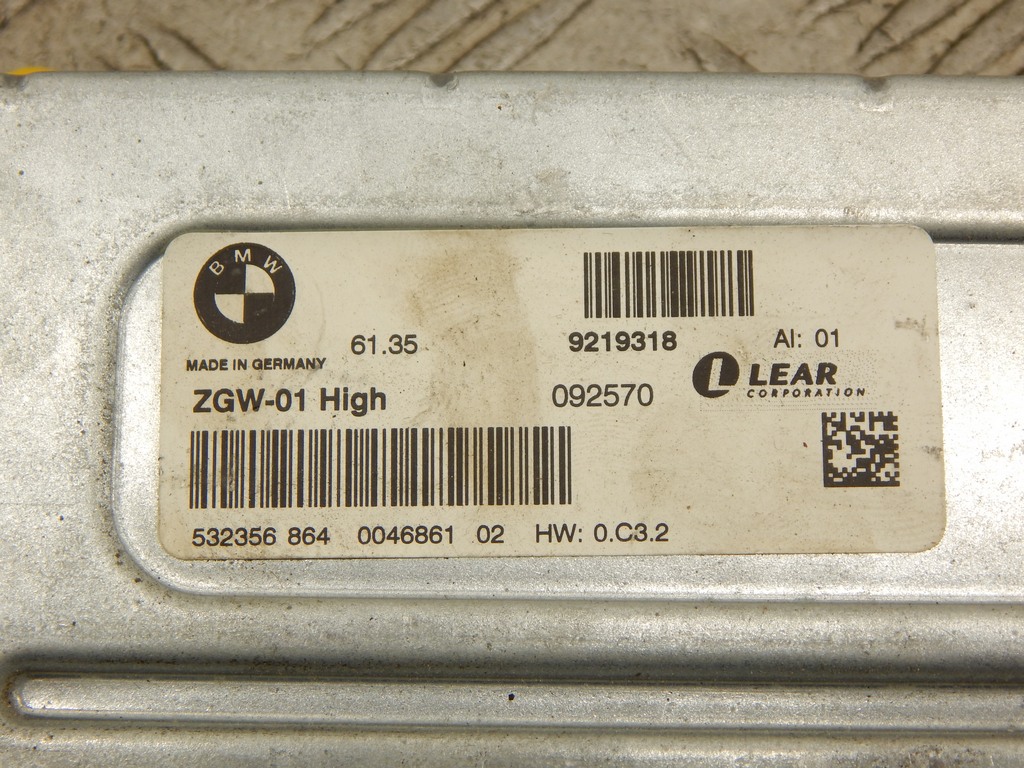 BMW
MADE IN GERMANY
61.35
9219318
AI: 01
ZGW-01 High
092570
L LEAR
CORPORATION
532356 864 0046861 02 HW: 0.C3.2